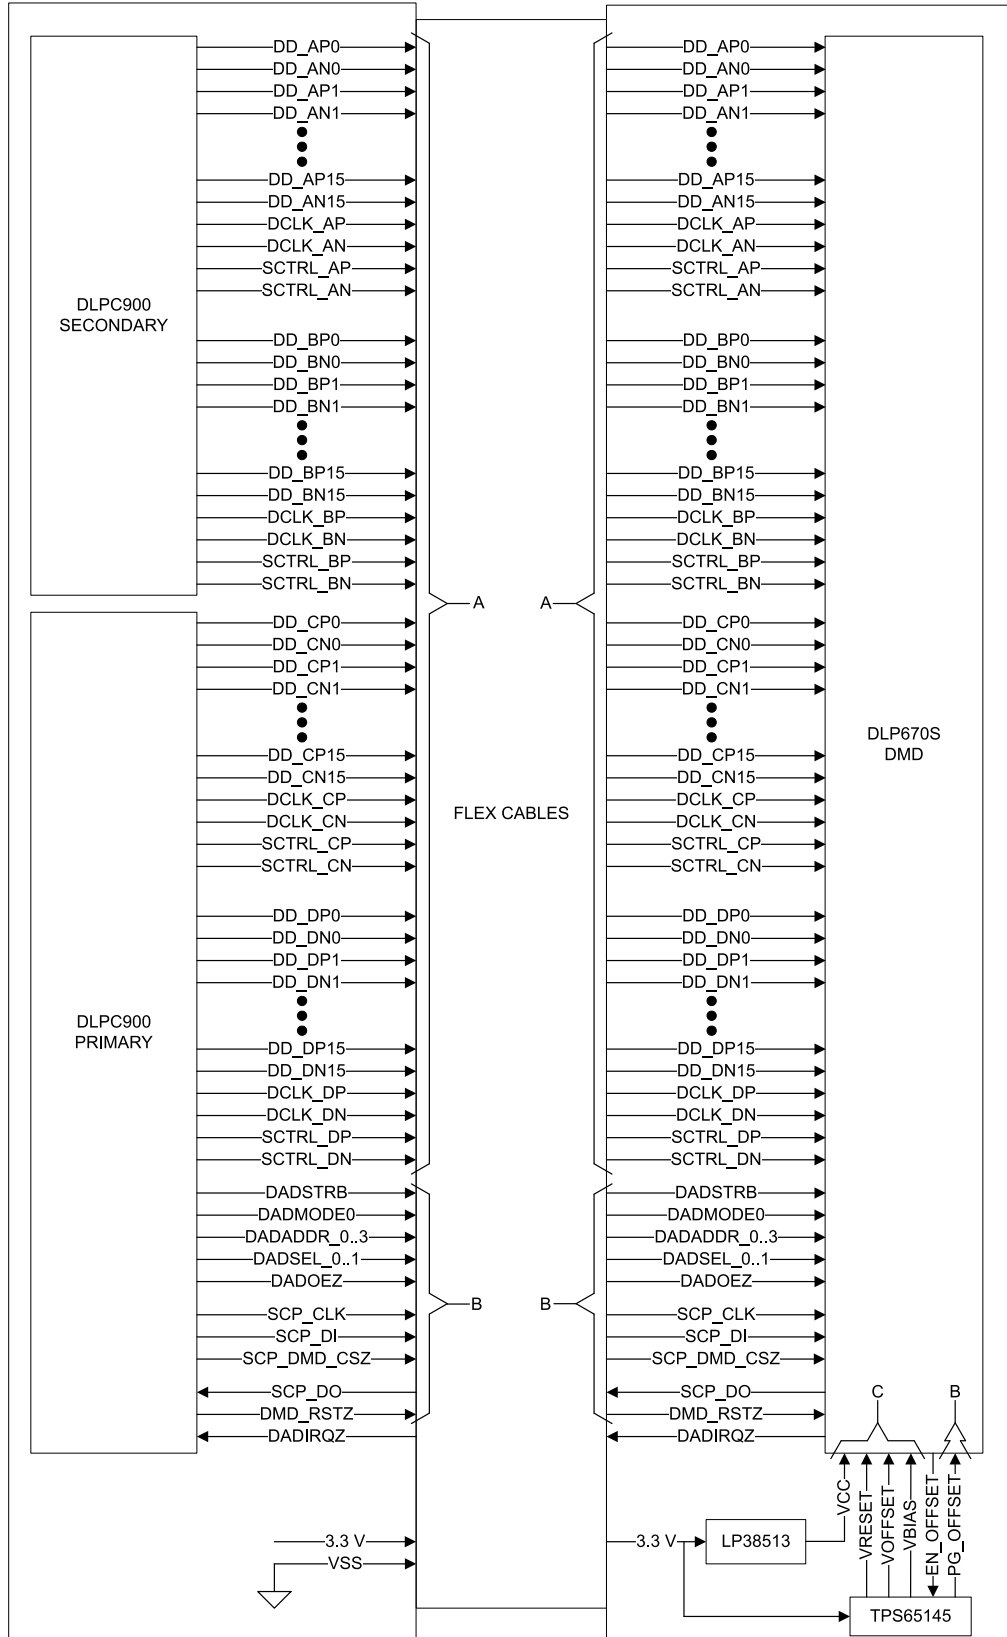 DLPC900
SECONDARY
DD_AP0
DD_AN0
DD_AP1
DD_AN1
DD_AP15
DD_AN15
DCLK_AP
DCLK_AN
SCTRL_AP
SCTRL_AN
DD_BP0
DD_BN0
DD_BP1
DD_BN1
DD_BP15
DD_BN15
DCLK_BP
DCLK_BN
SCTRL_BP
SCTRL_BN
DLPC900
PRIMARY
DD_CP0
DD_CN0
DD_CP1
DD_CN1
DD_CP15
DD_CN15
DCLK_CP
DCLK_CN
SCTRL_CP
SCTRL_CN
DD_DP0
DD_DN0
DD_DP1
DD_DN1
DD_DP15
DD_DN15
DCLK_DP
DCLK_DN
SCTRL_DP
SCTRL_DN
DADSTRB
DADMODE0
DADADDR_0..3
DADSEL_0..1
DADOEZ
SCP_CLK
SCP_DI
SCP_DMD_CSZ
SCP_DO
DMD_RSTZ
DADIRQZ
3.3 V
VSS
A
B
FLEX CABLES
A
B
DD_AP0
DD_AN0
DD_AP1
DD_AN1
DD_AP15
DD_AN15
DCLK_AP
DCLK_AN
SCTRL_AP
SCTRL_AN
DD_BP0
DD_BN0
DD_BP1
DD_BN1
DD_BP15
DD_BN15
DCLK_BP
DCLK_BN
SCTRL_BP
SCTRL_BN
DD_CP0
DD_CN0
DD_CP1
DD_CN1
DD_CP15
DD_CN15
DCLK_CP
DCLK_CN
SCTRL_CP
SCTRL_CN
DD_DP0
DD_DN0
DD_DP1
DD_DN1
DD_DP15
DD_DN15
DCLK_DP
DCLK_DN
SCTRL_DP
SCTRL_DN
DADSTRB
DADMODE0
DADADDR_0..3
DADSEL_0..1
DADOEZ
SCP_CLK
SCP_DI
SCP_DMD_CSZ
SCP_DO
DMD_RSTZ
DADIRQZ
DLP670S
DMD
C
B
VCC
VRESET
VOFFSET
VBIAS
EN_OFFSET
PG_OFFSET
3.3 V
LP38513
TPS65145